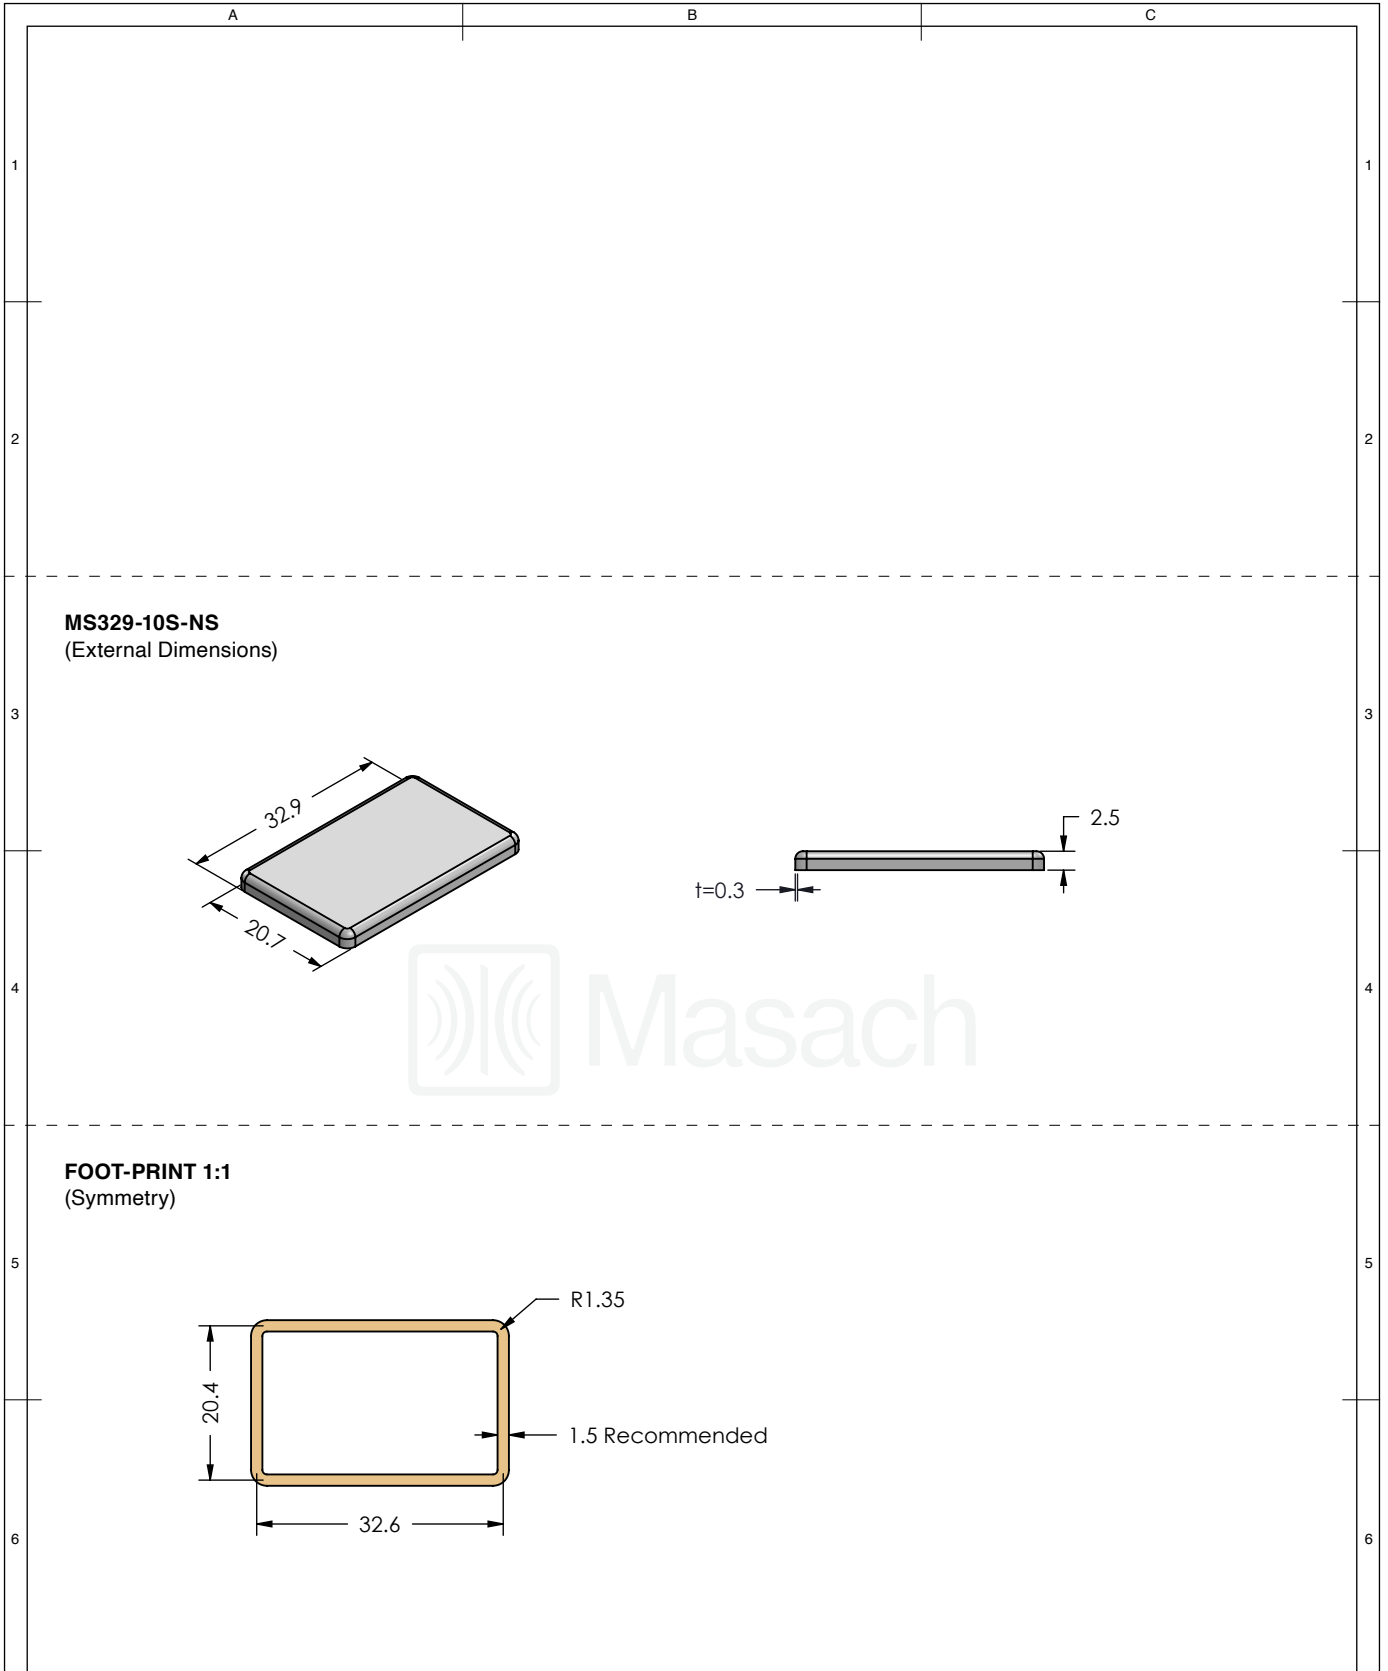 A
B
C
1
1
2
2
MS329-10S-NS
(External Dimensions)
3
3
32.9
2.5
t=0.3
20.7
Masach
4
4
FOOT-PRINT 1:1
(Symmetry)
5
5
R1.35
20.4
1.5 Recommended
32.6
6
6